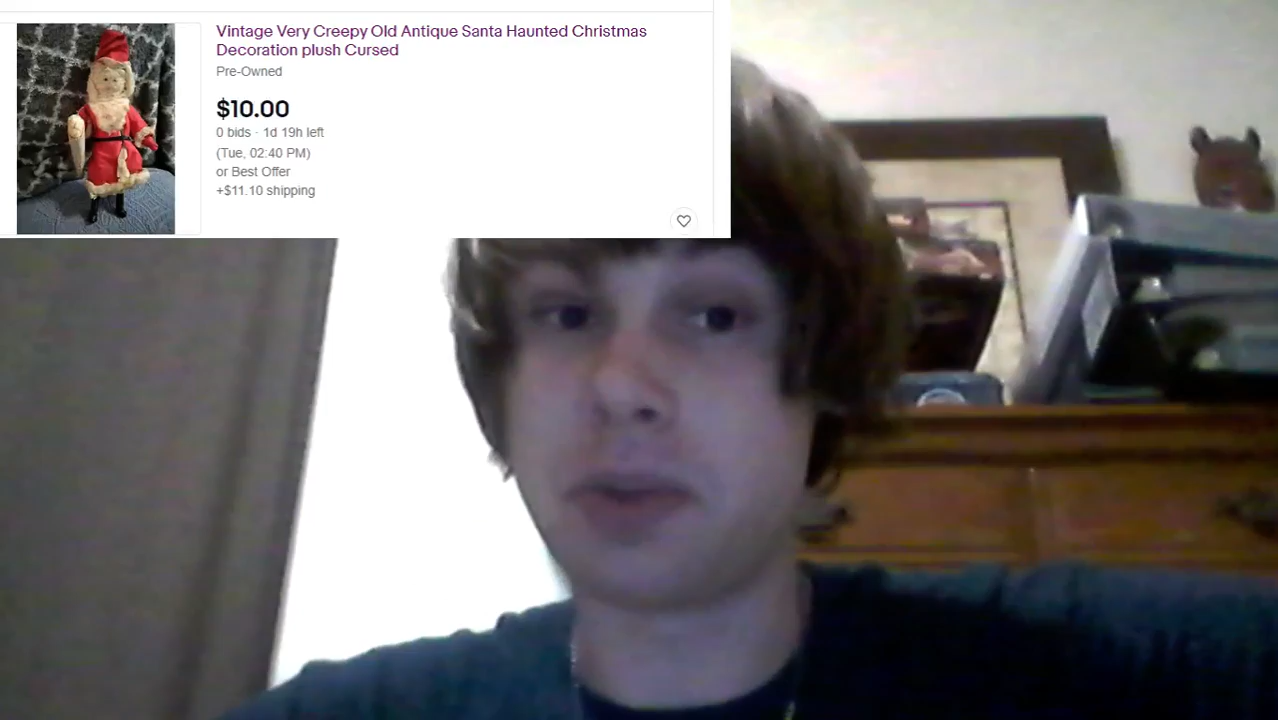 Vintage Very Creepy Old Antique Santa Haunted Christmas
Decoration plush Cursed
Pre-Owned
$10.00
0 bids · 1d 19h left
(Tue, 02:40 PM)
or Best Offer
+$11.10 shipping